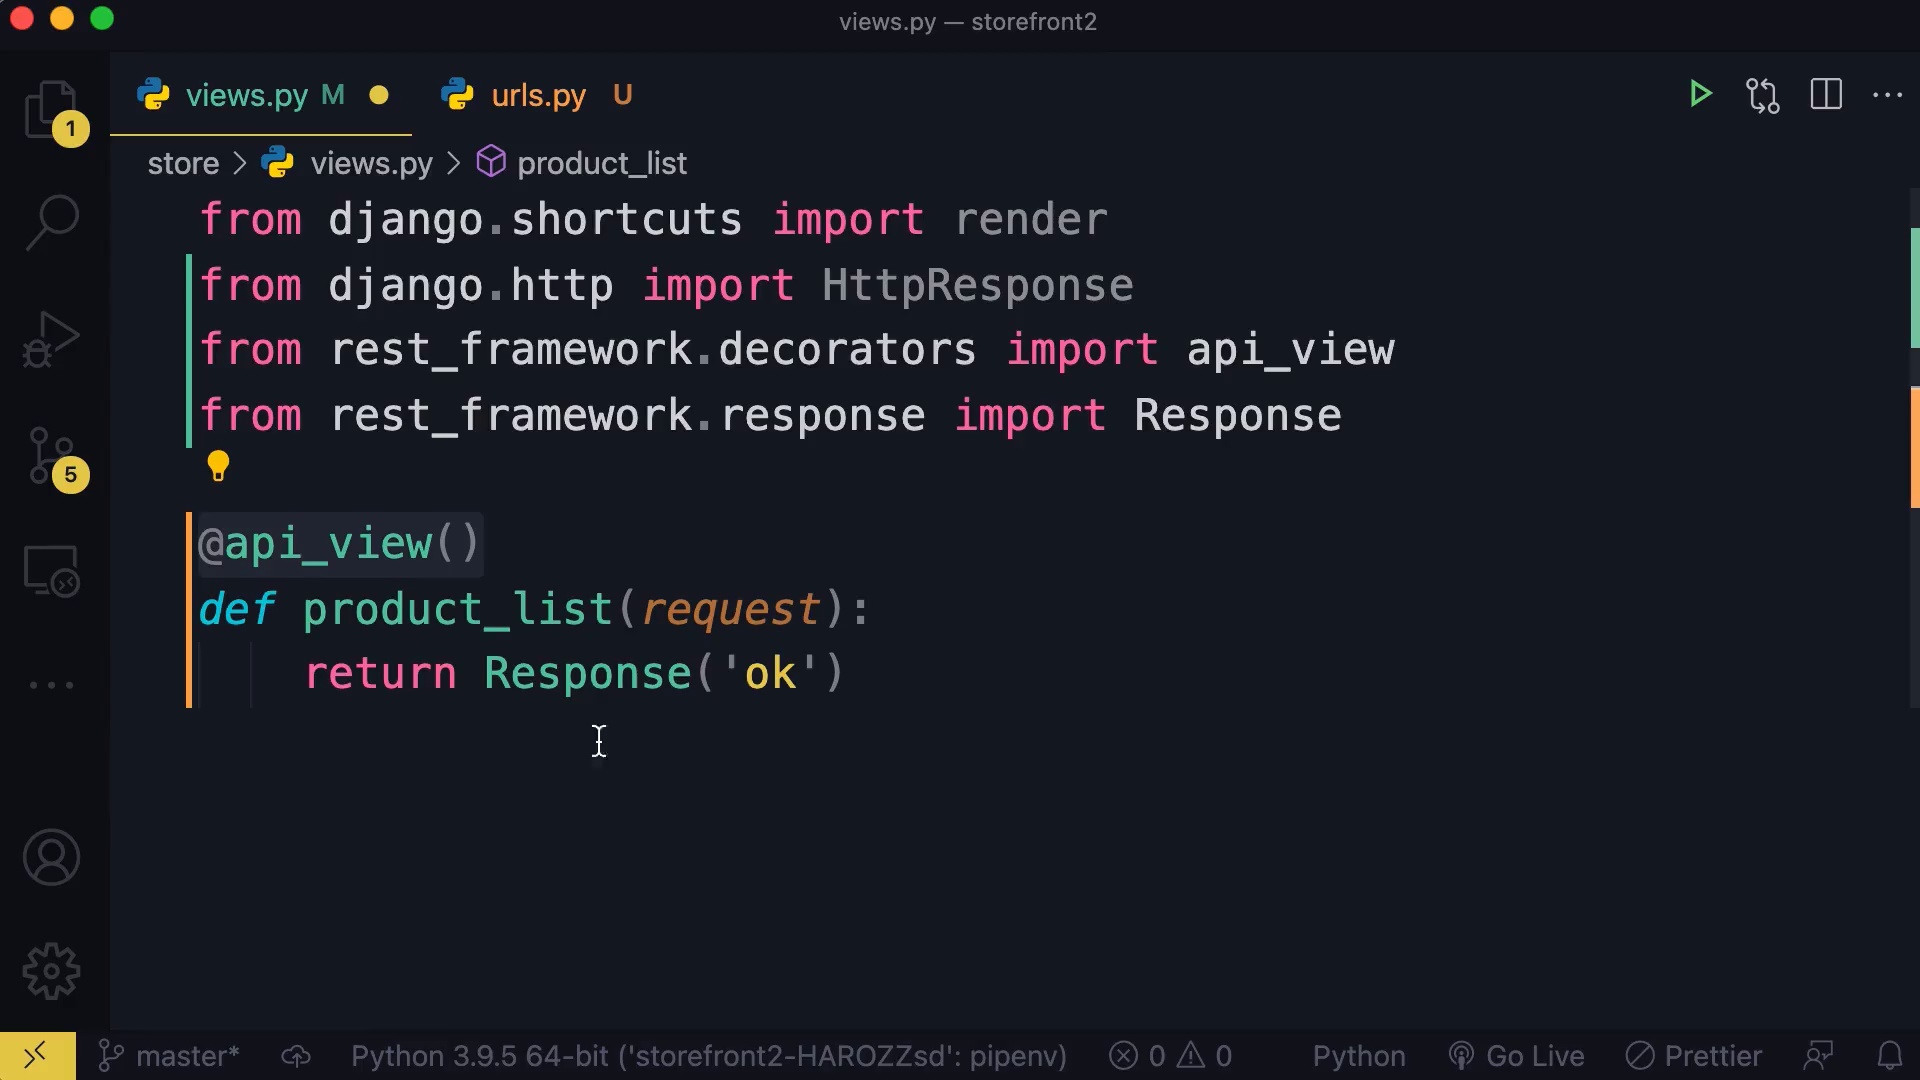 views.py — storefront2
views.py M urls.py U
1
store > views.py > product_list
from django.shortcuts import render
from django.http import HttpResponse
from rest_framework.decorators import api_view
from rest_framework.response import Response
5
@api_view()
def product_list(request):
return Response('ok')
master* Python 3.9.5 64-bit ('storefront2-HAROZZsd': pipenv) 0 0 Python Go Live Prettier